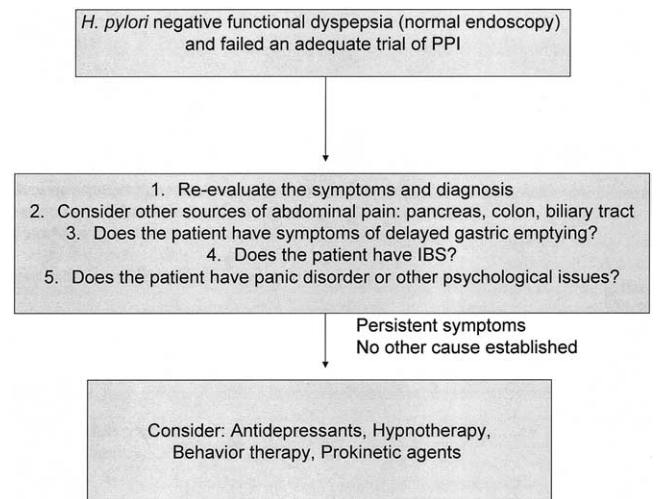 H. pylori negative functional dyspepsia (normal endoscopy)
and failed an adequate trial of PPI
1. Re-evaluate the symptoms and diagnosis
2. Consider other sources of abdominal pain: pancreas, colon, biliary tract
3. Does the patient have symptoms of delayed gastric emptying?
4. Does the patient have IBS?
5. Does the patient have panic disorder or other psychological issues?
Persistent symptoms
No other cause established
Consider: Antidepressants, Hypnotherapy,
Behavior therapy, Prokinetic agents